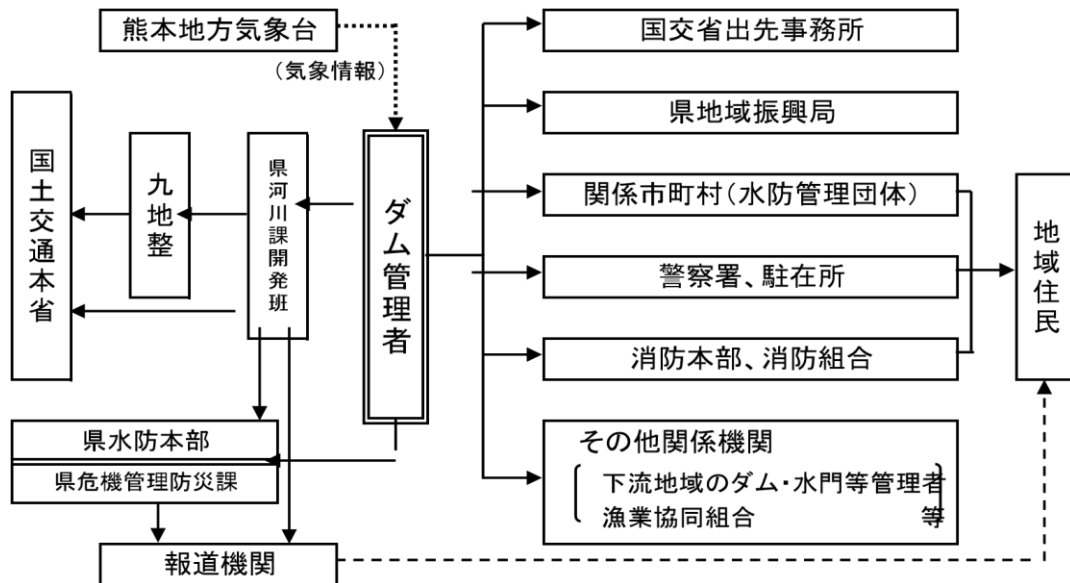 熊本地方気象台
(気象情報)
国土交通本省
九地整
県河川課開発班
ダム管理者
県水防本部
県危機管理防災課
報道機関
国交省出先事務所
県地域振興局
関係市町村(水防管理団体)
警察署、駐在所
消防本部、消防組合
その他関係機関
下流地域のダム・水門等管理者
漁業協同組合 等
地域住民